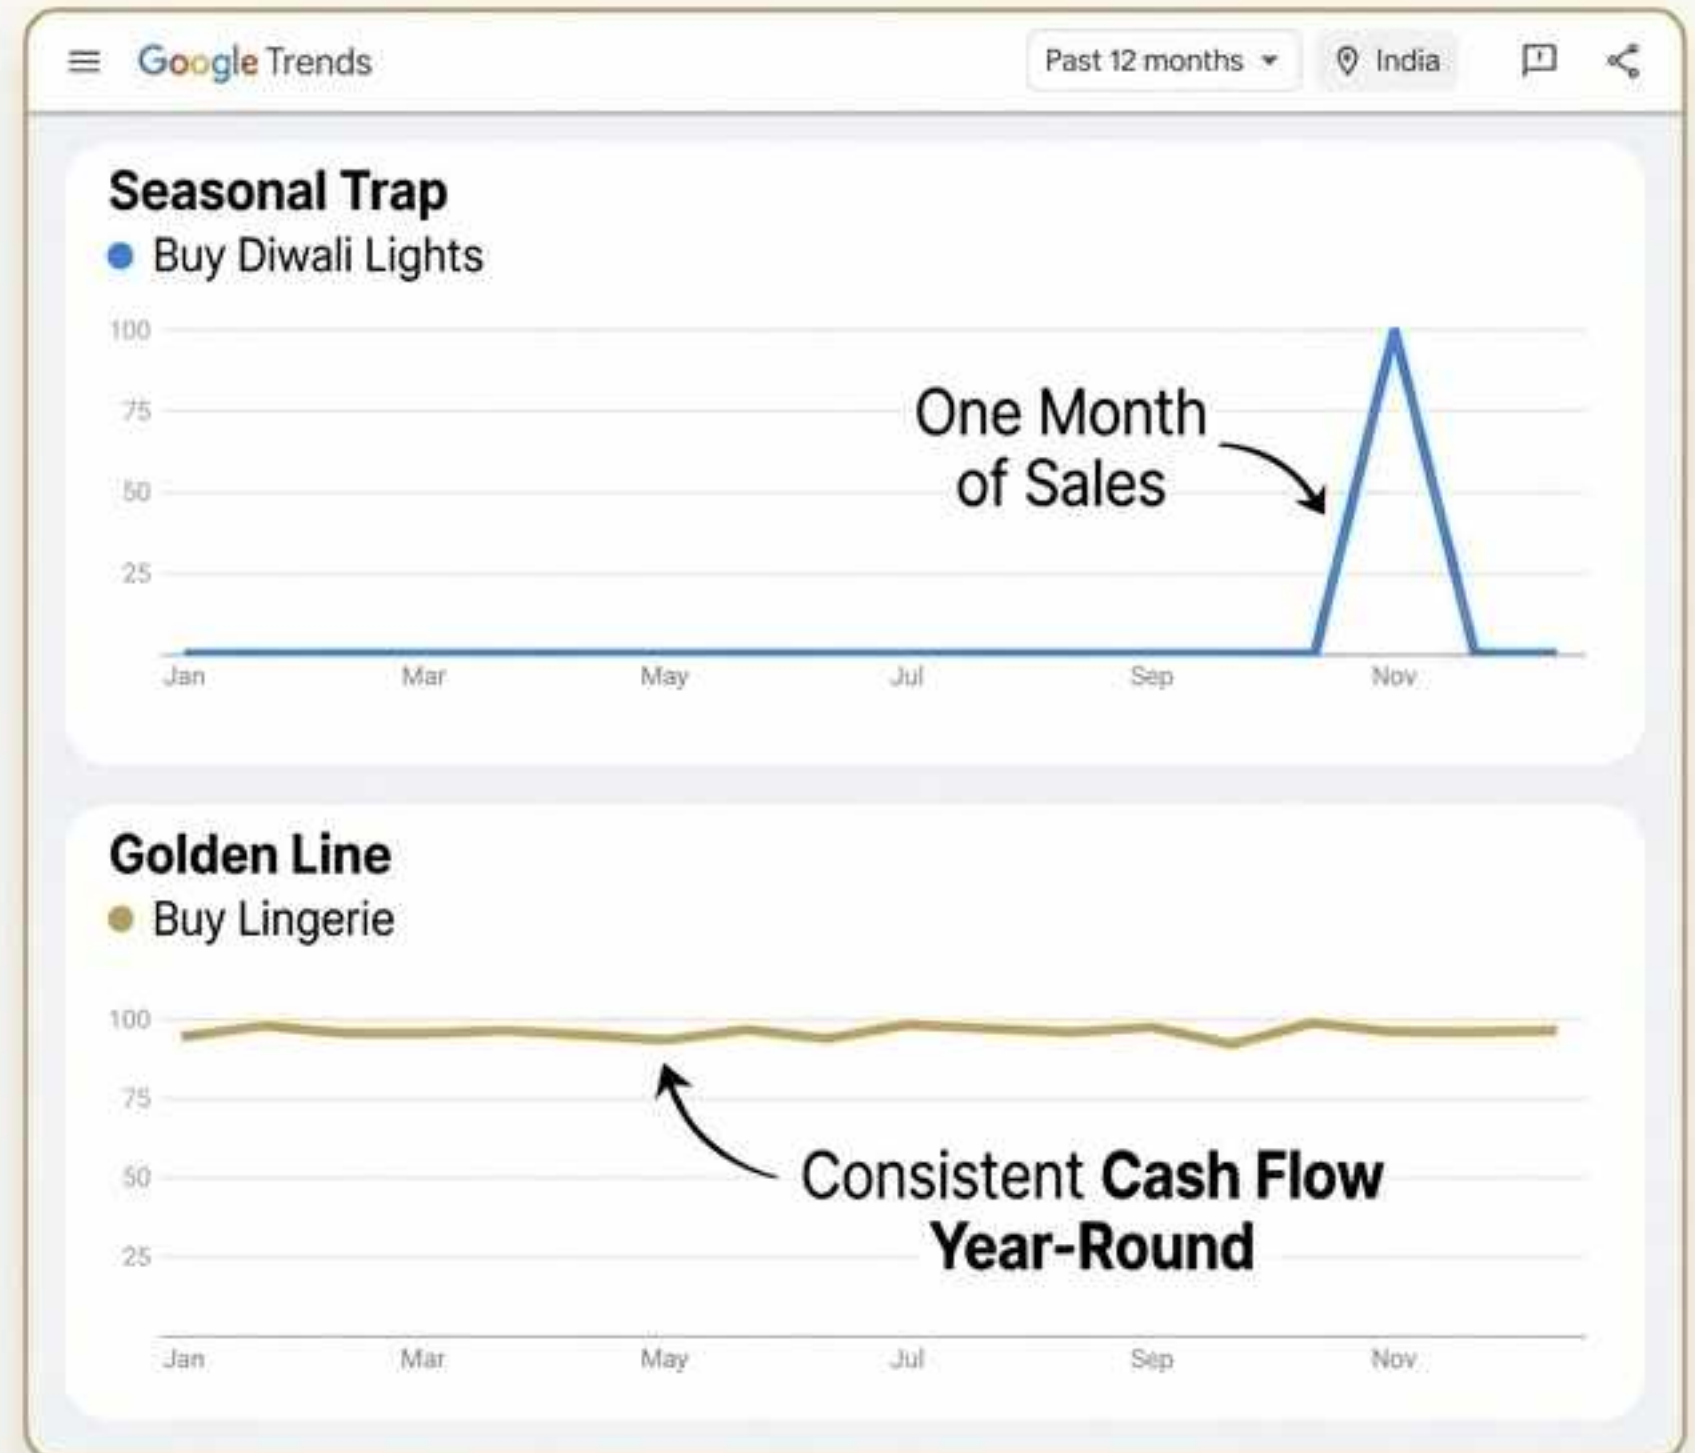 Google Trends
Past 12 months
India
Seasonal Trap
Buy Diwali Lights
100
75
50
25
One Month
of Sales
Jan
Mar
May
Jul
Sep
Nov
Golden Line
Buy Lingerie
100
75
50
25
Consistent Cash Flow
Year-Round
Jan
Mar
May
Jul
Sep
Nov